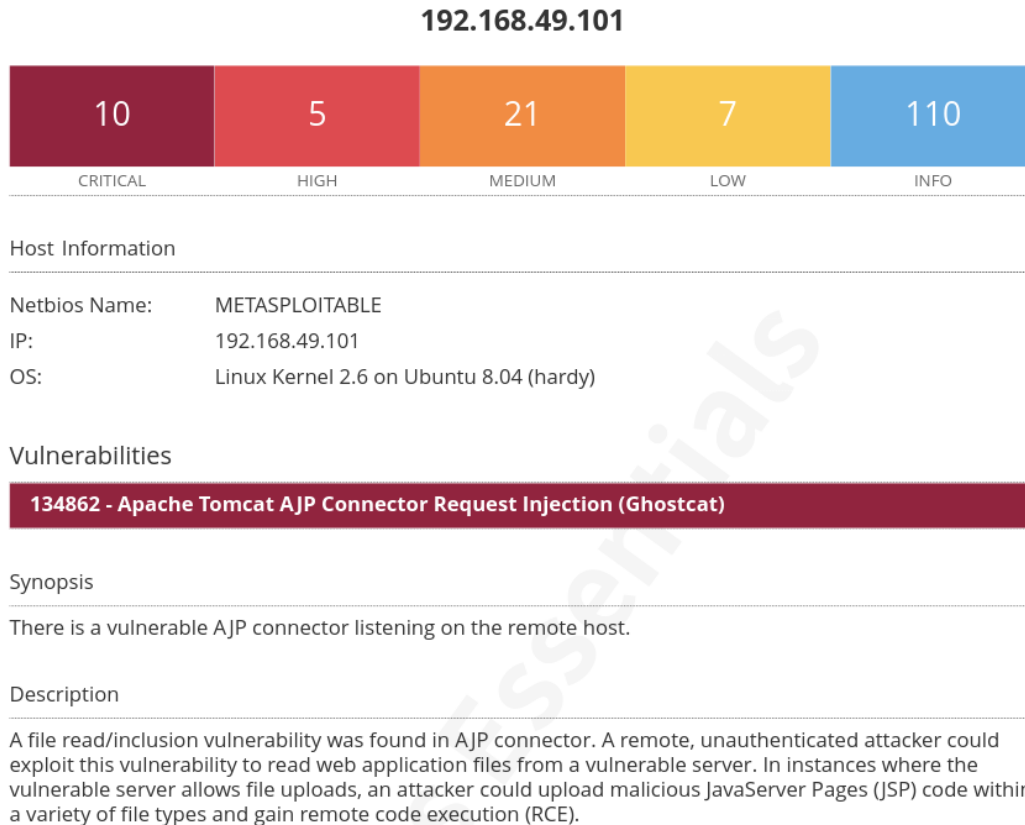 192.168.49.101
10 5 21 7 110
CRITICAL HIGH MEDIUM LOW INFO
Host Information
Netbios Name: METASPLOITABLE
IP: 192.168.49.101
OS: Linux Kernel 2.6 on Ubuntu 8.04 (hardy)
Vulnerabilities
134862 - Apache Tomcat AJP Connector Request Injection (Ghostcat)
Synopsis
There is a vulnerable AJP connector listening on the remote host.
Description
A file read/inclusion vulnerability was found in AJP connector. A remote, unauthenticated attacker could
exploit this vulnerability to read web application files from a vulnerable server. In instances where the
vulnerable server allows file uploads, an attacker could upload malicious JavaServer Pages (JSP) code within
a variety of file types and gain remote code execution (RCE).
Essentials